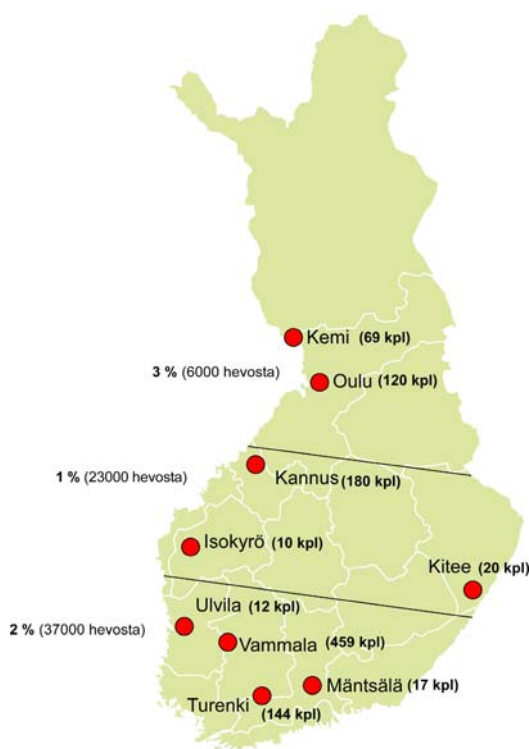 Kemi (69 kpl)
3 % (6000 hevosta)
Oulu (120 kpl)
1 % (23000 hevosta)
Kannus (180 kpl)
Isokyrö (10 kpl)
Kitee
(20 kpl)
Ulvila (12 kpl)
2 % (37000 hevosta)
Vammala (459 kpl)
Mäntsälä (17 kpl)
Turenki
(144 kpl)